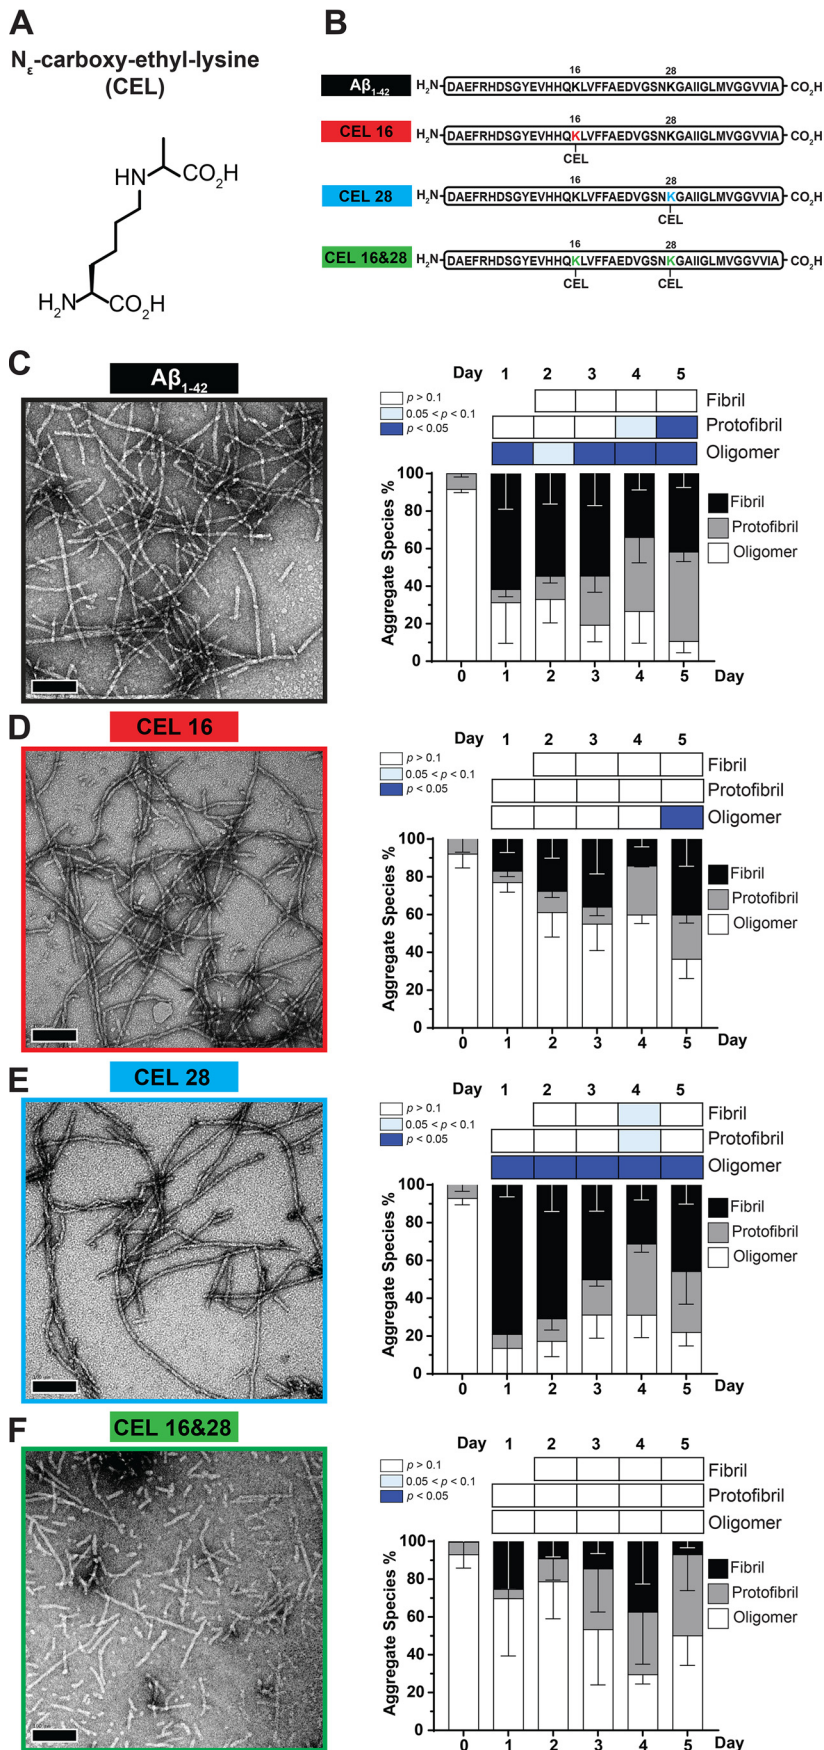 A
Nε-carboxy-ethyl-lysine
(CEL)
HN
CO2H
H2N
CO2H
B
Aβ1-42
16
28
H2N
DAEFRHDSGYEVHHQKLVFFAEDVGSNKGAIIGLMVGGVVIA
CO2H
CEL 16
16
28
H2N
DAEFRHDSGYEVHHQKLVFFAEDVGSNKGAIIGLMVGGVVIA
CO2H
CEL
CEL 28
16
28
H2N
DAEFRHDSGYEVHHQKLVFFAEDVGSNKGAIIGLMVGGVVIA
CO2H
CEL
CEL 16&28
16
28
H2N
DAEFRHDSGYEVHHQKLVFFAEDVGSNKGAIIGLMVGGVVIA
CO2H
CEL
CEL
C
Aβ1-42
Day 1 2 3 4 5
p > 0.1
0.05 < p < 0.1
p < 0.05
Fibril
Protofibril
Oligomer
Aggregate Species %
100
80
60
40
20
0
0 1 2 3 4 5 Day
Fibril
Protofibril
Oligomer
D
CEL 16
Day 1 2 3 4 5
p > 0.1
0.05 < p < 0.1
p < 0.05
Fibril
Protofibril
Oligomer
Aggregate Species %
100
80
60
40
20
0
0 1 2 3 4 5 Day
Fibril
Protofibril
Oligomer
E
CEL 28
Day 1 2 3 4 5
p > 0.1
0.05 < p < 0.1
p < 0.05
Fibril
Protofibril
Oligomer
Aggregate Species %
100
80
60
40
20
0
0 1 2 3 4 5 Day
Fibril
Protofibril
Oligomer
F
CEL 16&28
Day 1 2 3 4 5
p > 0.1
0.05 < p < 0.1
p < 0.05
Fibril
Protofibril
Oligomer
Aggregate Species %
100
80
60
40
20
0
0 1 2 3 4 5 Day
Fibril
Protofibril
Oligomer